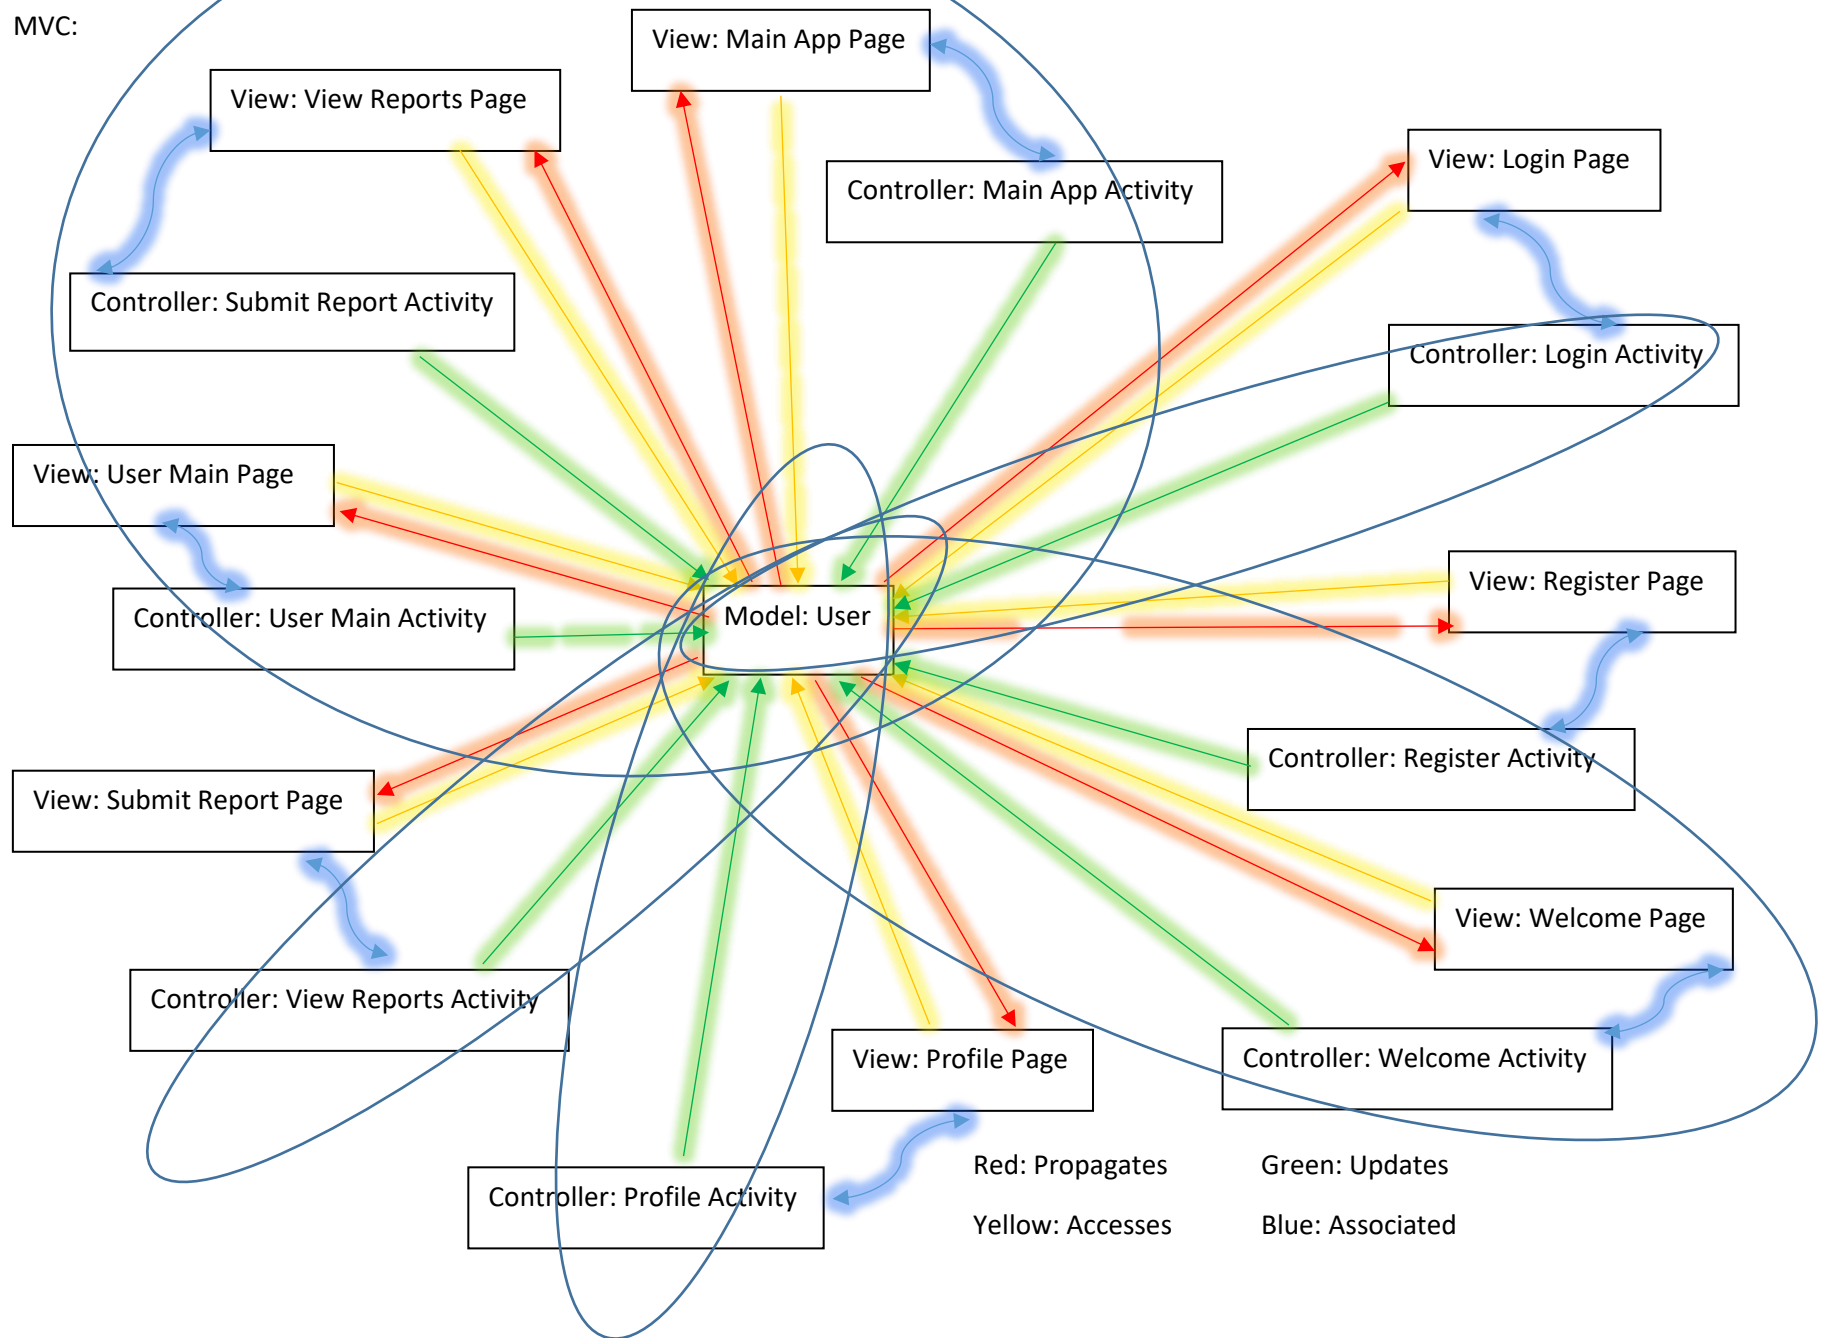 MVC:
View: Main App Page
View: View Reports Page
View: Login Page
Controller: Main App Activity
Controller: Submit Report Activity
Controller: Login Activity
View: User Main Page
View: Register Page
Controller: User Main Activity
Model: User
Controller: Register Activity
View: Submit Report Page
View: Welcome Page
Controller: View Reports Activity
View: Profile Page
Controller: Welcome Activity
Controller: Profile Activity
Red: Propagates
Green: Updates
Yellow: Accesses
Blue: Associated